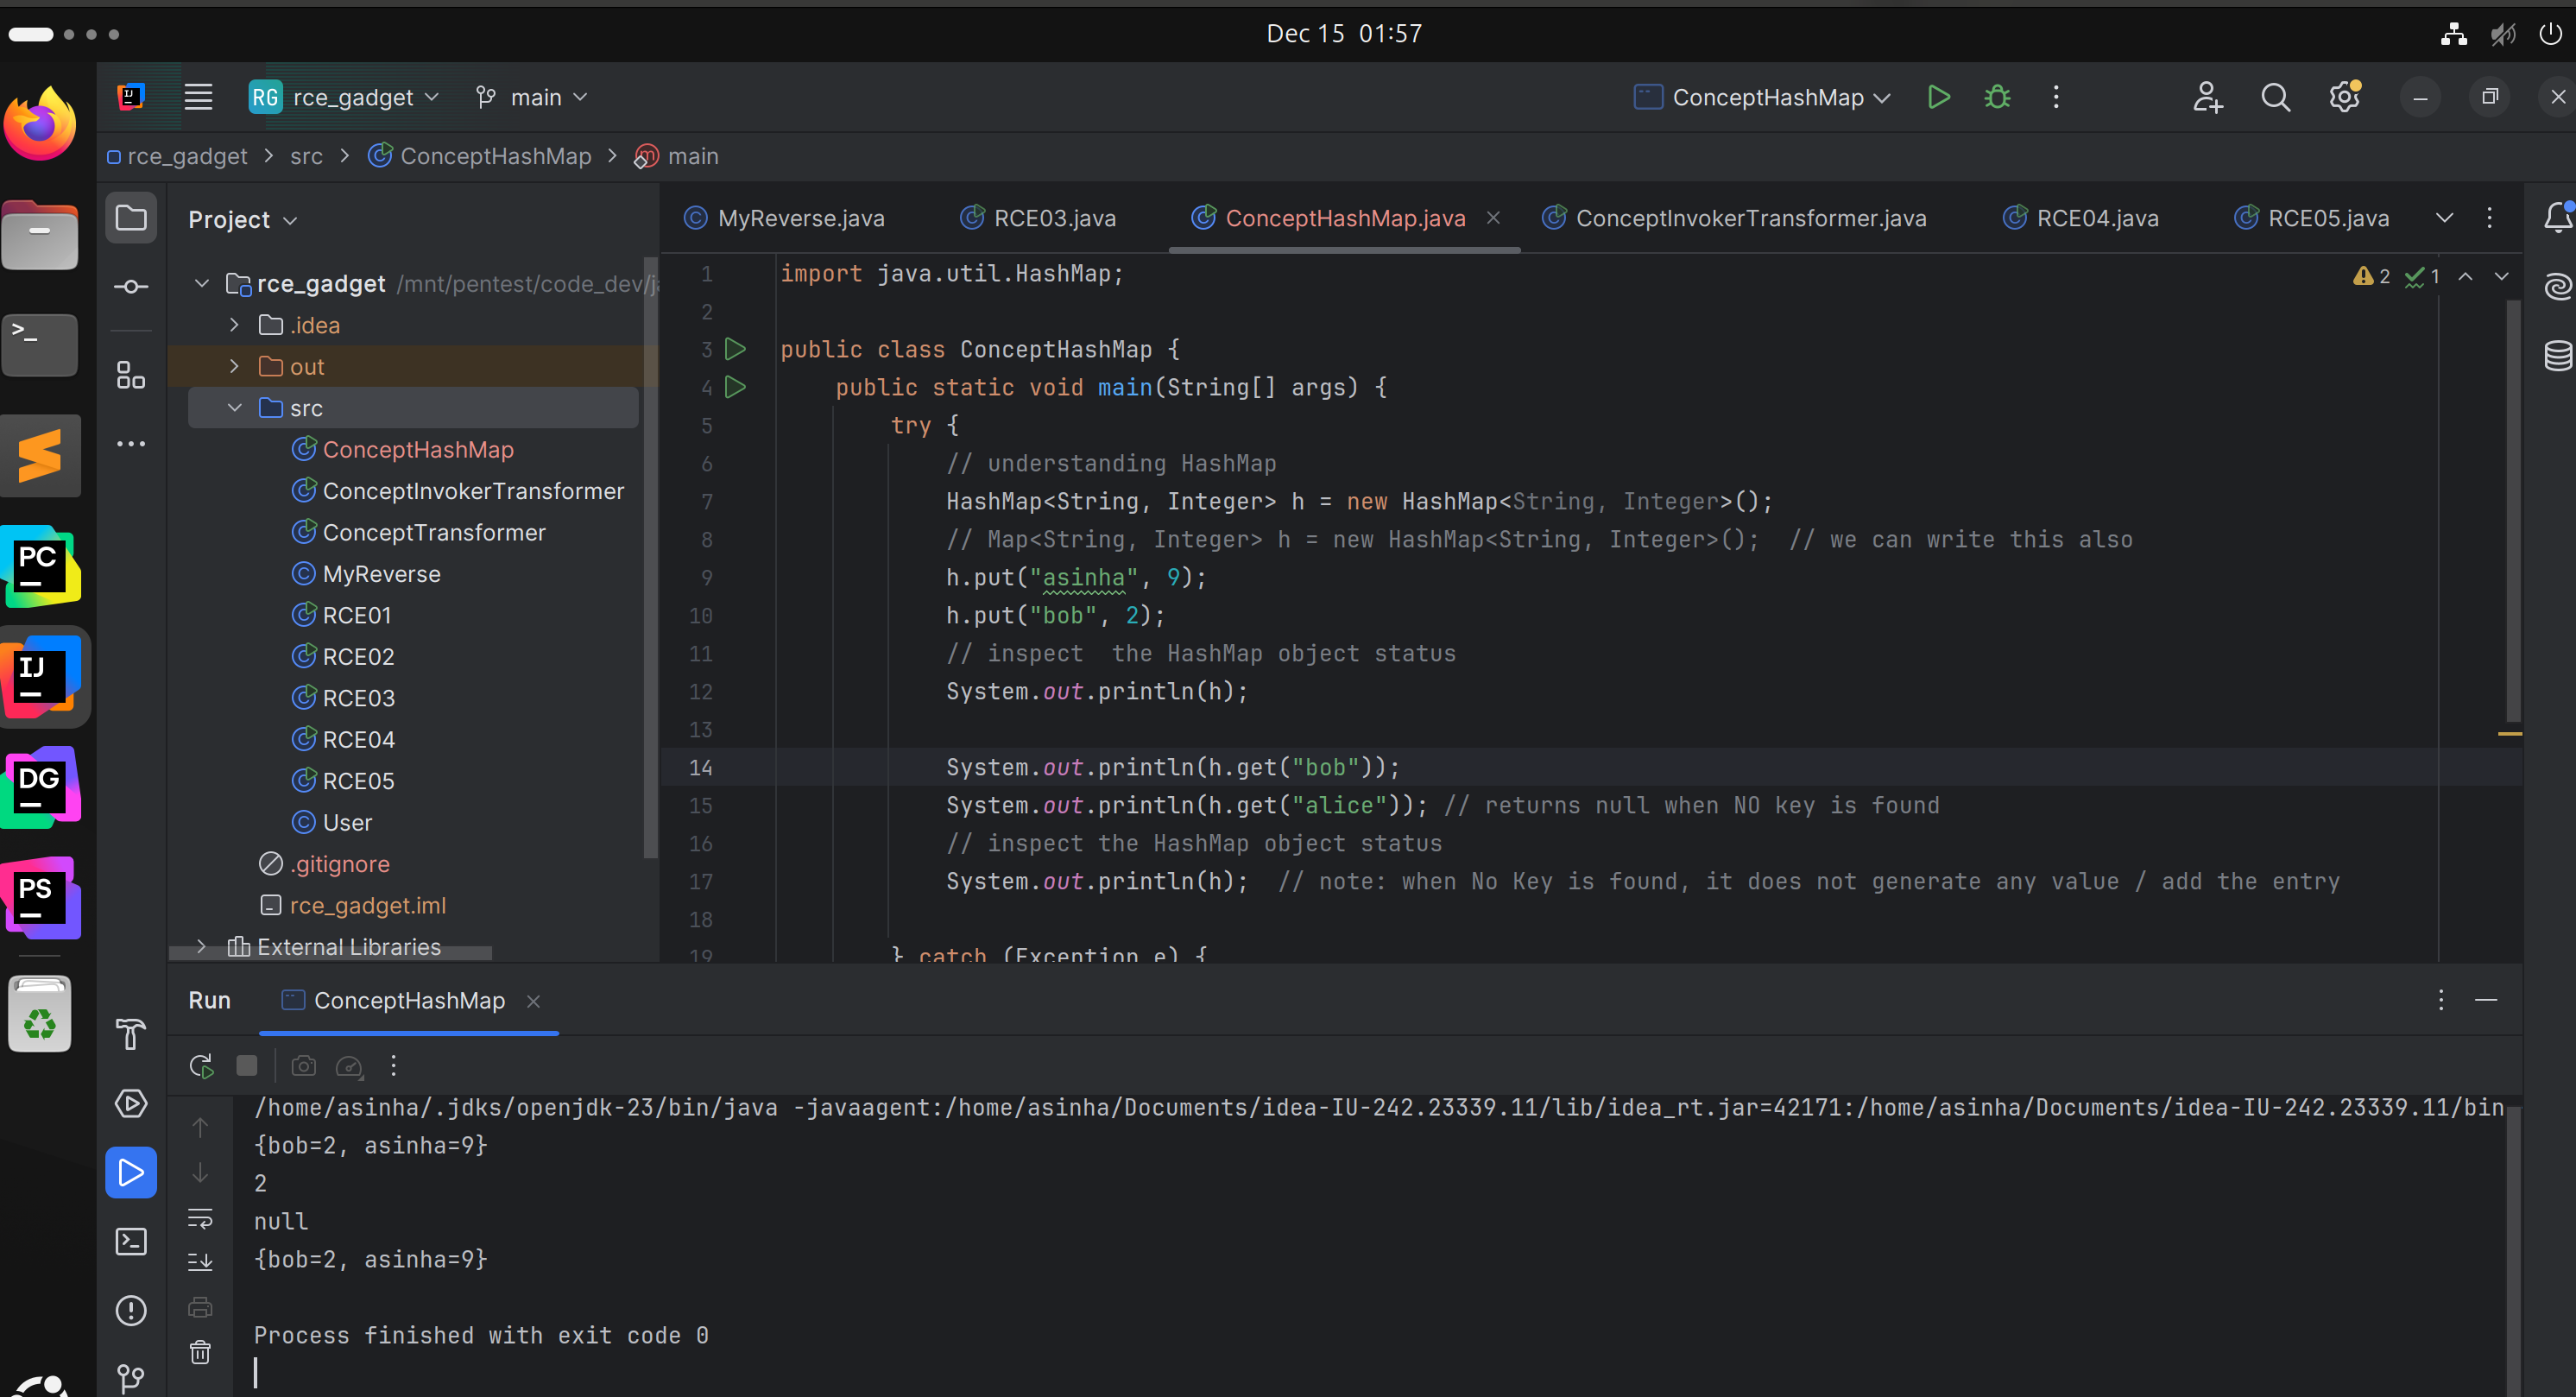 Dec 15 01:57
RG rce_gadget main ConceptHashMap
rce_gadget > src > ConceptHashMap > main
Project
MyReverse.java RCE03.java ConceptHashMap.java ConceptInvokerTransformer.java RCE04.java RCE05.java
rce_gadget /mnt/pentest/code_dev/
.idea
out
src
ConceptHashMap
ConceptInvokerTransformer
ConceptTransformer
MyReverse
RCE01
RCE02
RCE03
RCE04
RCE05
User
.gitignore
rce_gadget.iml
External Libraries
2 1
1 import java.util.HashMap;
2
3 public class ConceptHashMap {
4 public static void main(String[] args) {
5 try {
6 // understanding HashMap
7 HashMap<String, Integer> h = new HashMap<String, Integer>();
8 // Map<String, Integer> h = new HashMap<String, Integer>(); // we can write this also
9 h.put("asinha", 9);
10 h.put("bob", 2);
11 // inspect  the HashMap object status
12 System.out.println(h);
13
14 System.out.println(h.get("bob"));
15 System.out.println(h.get("alice")); // returns null when NO key is found
16 // inspect the HashMap object status
17 System.out.println(h);  // note: when No Key is found, it does not generate any value / add the entry
18
19 } catch (Exception e) {
PC
IJ
DG
PS
Run ConceptHashMap
/home/asinha/.jdks/openjdk-23/bin/java -javaagent:/home/asinha/Documents/idea-IU-242.23339.11/lib/idea_rt.jar=42171:/home/asinha/Documents/idea-IU-242.23339.11/bin
{bob=2, asinha=9}
2
null
{bob=2, asinha=9}
Process finished with exit code 0